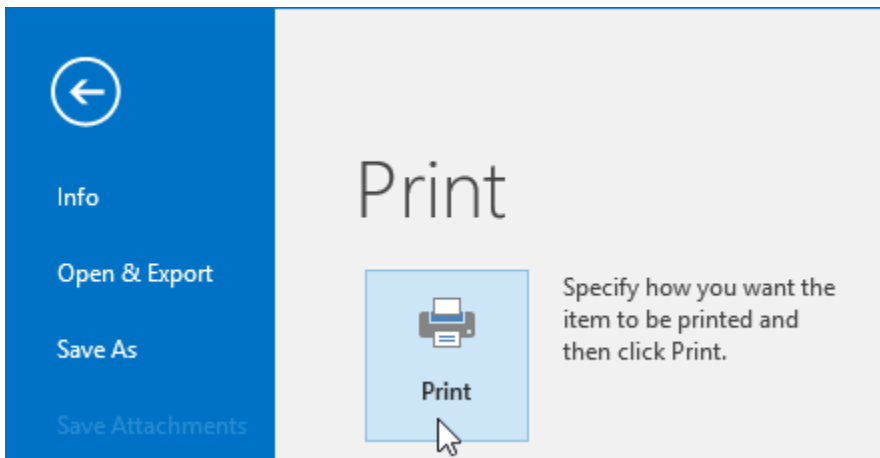 Info
Open & Export
Save As
Save Attachments
Print
Print
Specify how you want the
item to be printed and
then click Print.